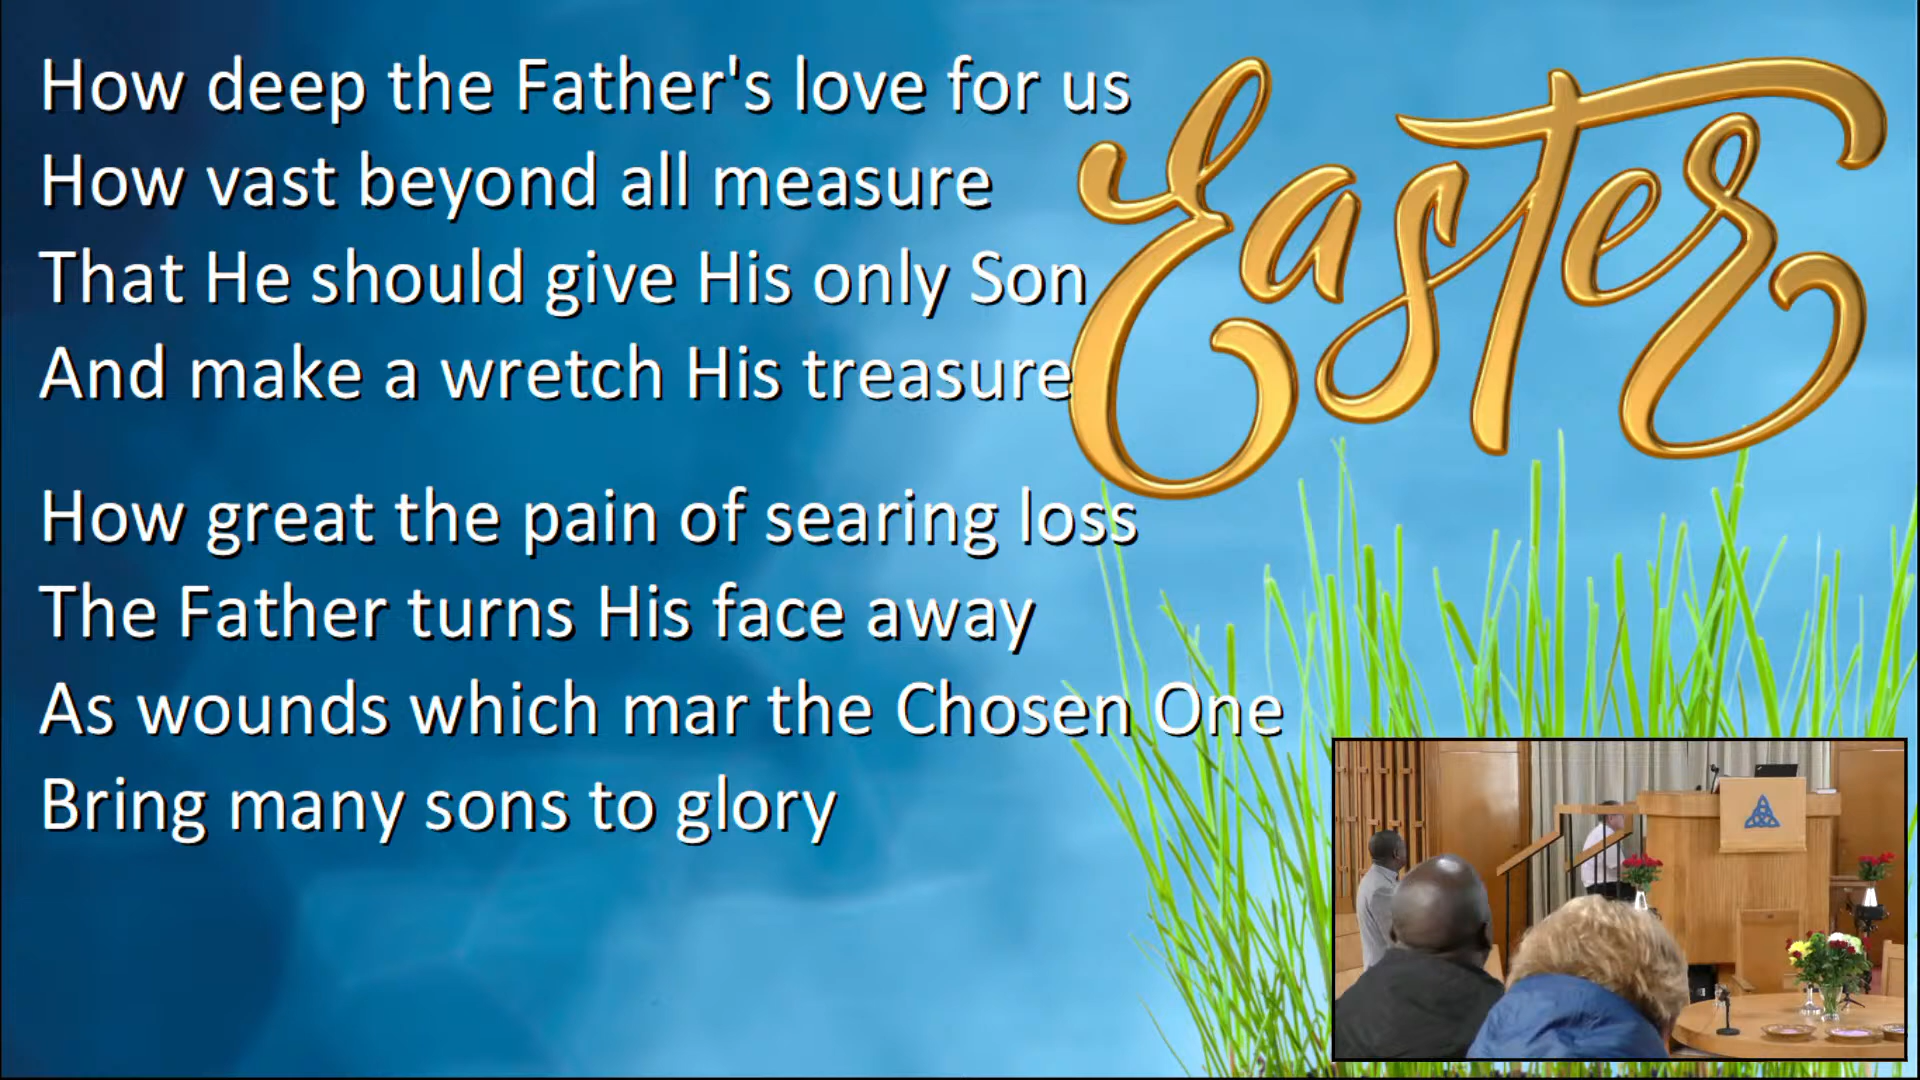 How deep the Father's love for us
How vast beyond all measure
That He should give His only Son
And make a wretch His treasure
How great the pain of searing loss
The Father turns His face away
As wounds which mar the Chosen One
Bring many sons to glory
Easter